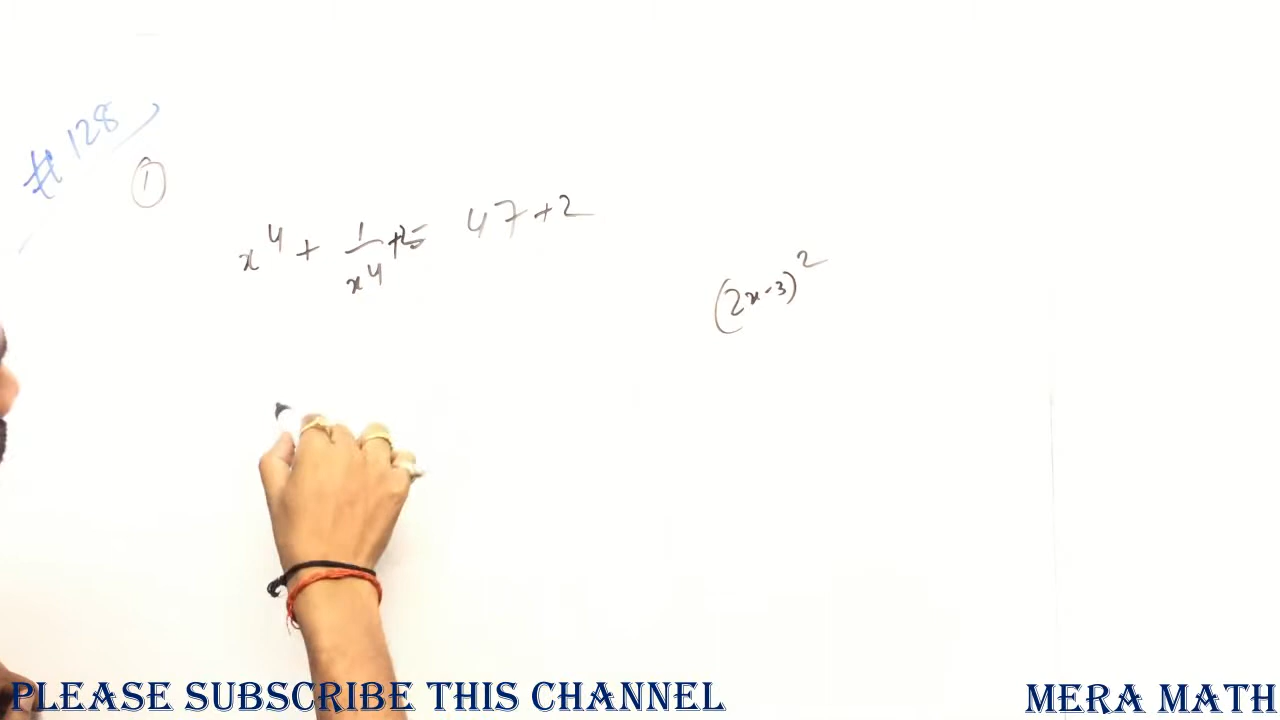 #128
①
x⁴ + 1/x⁴ + 2 = 47 + 2
(2x - 3)²
PLEASE SUBSCRIBE THIS CHANNEL
MERA MATH